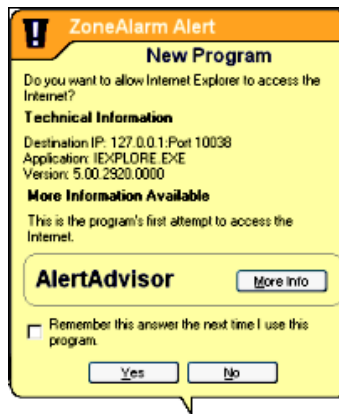 ZoneAlarm Alert
New Program
Do you want to allow Internet Explorer to access the
Internet?
Technical Information
Destination IP: 127.0.0.1:Port 10038
Application: IEXPLORE.EXE
Version: 5.00.2920.0000
More Information Available
This is the program's first attempt to access the
Internet.
AlertAdvisor
More Info
Remember this answer the next time I use this
program.
Yes
No